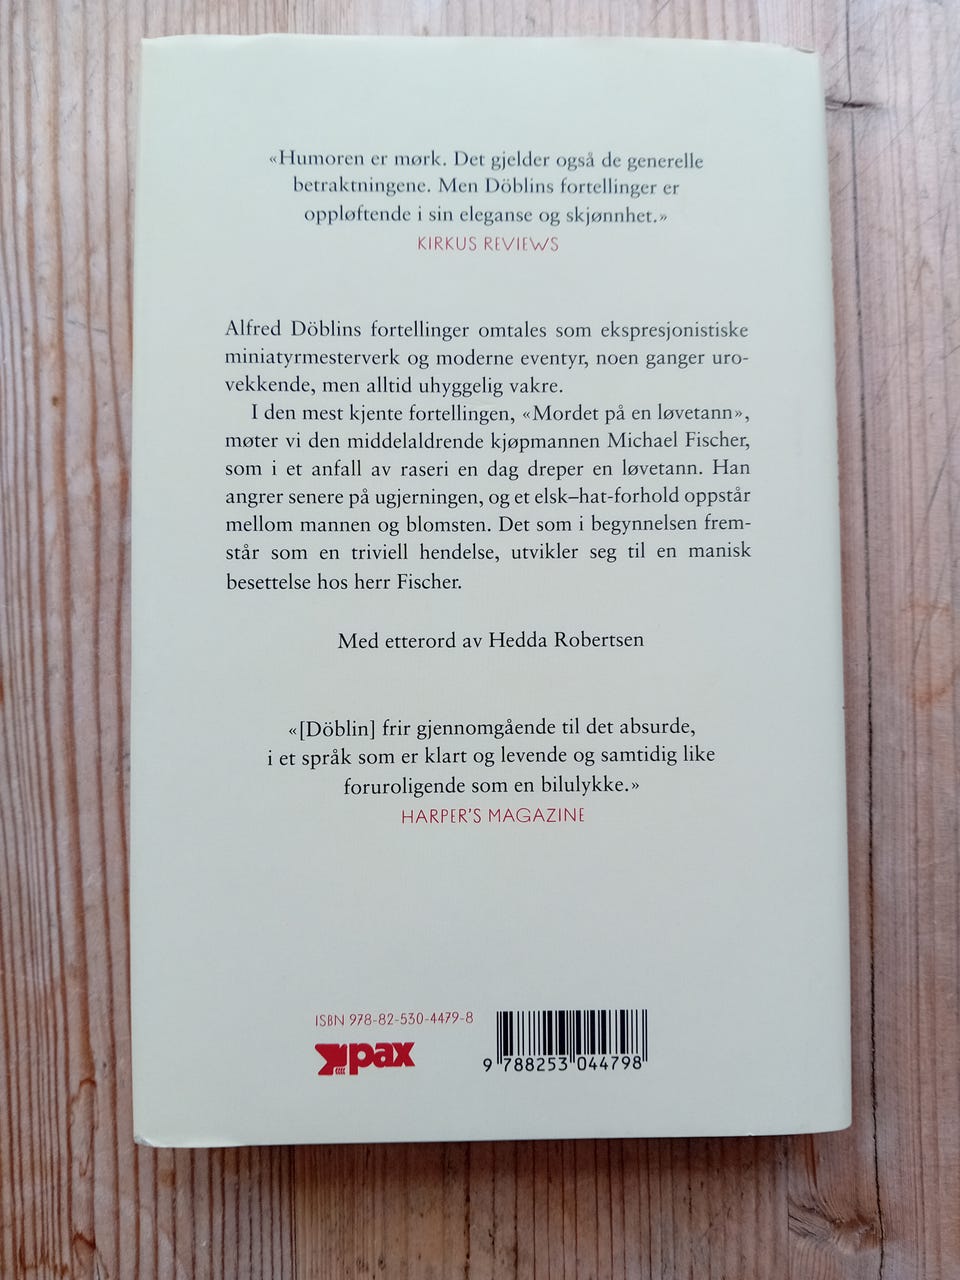 «Humoren er mørk. Det gjelder også de generelle
betraktningene. Men Döblins fortellinger er
oppløftende i sin eleganse og skjønnhet.»
KIRKUS REVIEWS
Alfred Döblins fortellinger omtales som ekspresjonistiske
miniatyrmesterverk og moderne eventyr, noen ganger uro-
vekkende, men alltid uhyggelig vakre.
I den mest kjente fortellingen, «Mordet på en løvetann»,
møter vi den middelaldrende kjøpmannen Michael Fischer,
som i et anfall av raseri en dag dreper en løvetann. Han
angrer senere på ugjerningen, og et elsk–hat-forhold oppstår
mellom mannen og blomsten. Det som i begynnelsen frem-
står som en triviell hendelse, utvikler seg til en manisk
besettelse hos herr Fischer.
Med etterord av Hedda Robertsen
«[Döblin] frir gjennomgående til det absurde,
i et språk som er klart og levende og samtidig like
foruroligende som en bilulykke.»
HARPER'S MAGAZINE
ISBN 978-82-530-4479-8
pax
9 788253 044798